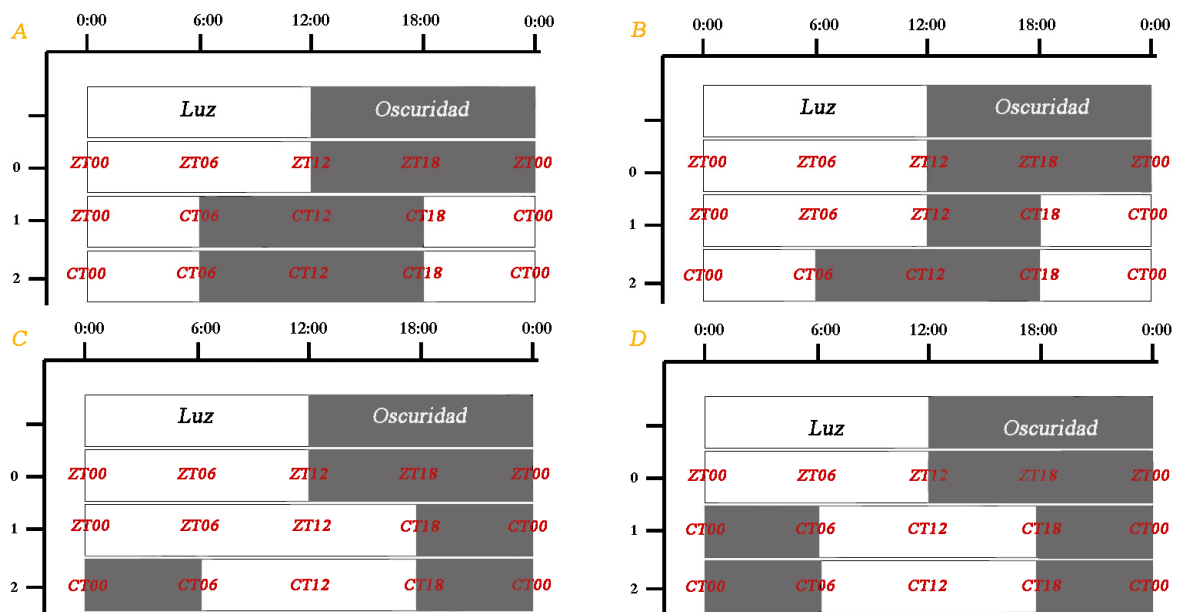 A
0:00 6:00 12:00 18:00 0:00
Luz Oscuridad
0 ZT00 ZT06 ZT12 ZT18 ZT00
1 ZT00 CT06 CT12 CT18 CT00
2 CT00 CT06 CT12 CT18 CT00
B
0:00 6:00 12:00 18:00 0:00
Luz Oscuridad
0 ZT00 ZT06 ZT12 ZT18 ZT00
1 ZT00 ZT06 ZT12 CT18 CT00
2 CT00 CT06 CT12 CT18 CT00
C
0:00 6:00 12:00 18:00 0:00
Luz Oscuridad
0 ZT00 ZT06 ZT12 ZT18 ZT00
1 ZT00 ZT06 ZT12 CT18 CT00
2 CT00 CT06 CT12 CT18 CT00
D
0:00 6:00 12:00 18:00 0:00
Luz Oscuridad
0 ZT00 ZT06 ZT12 ZT18 ZT00
1 CT00 CT06 CT12 CT18 CT00
2 CT00 CT06 CT12 CT18 CT00